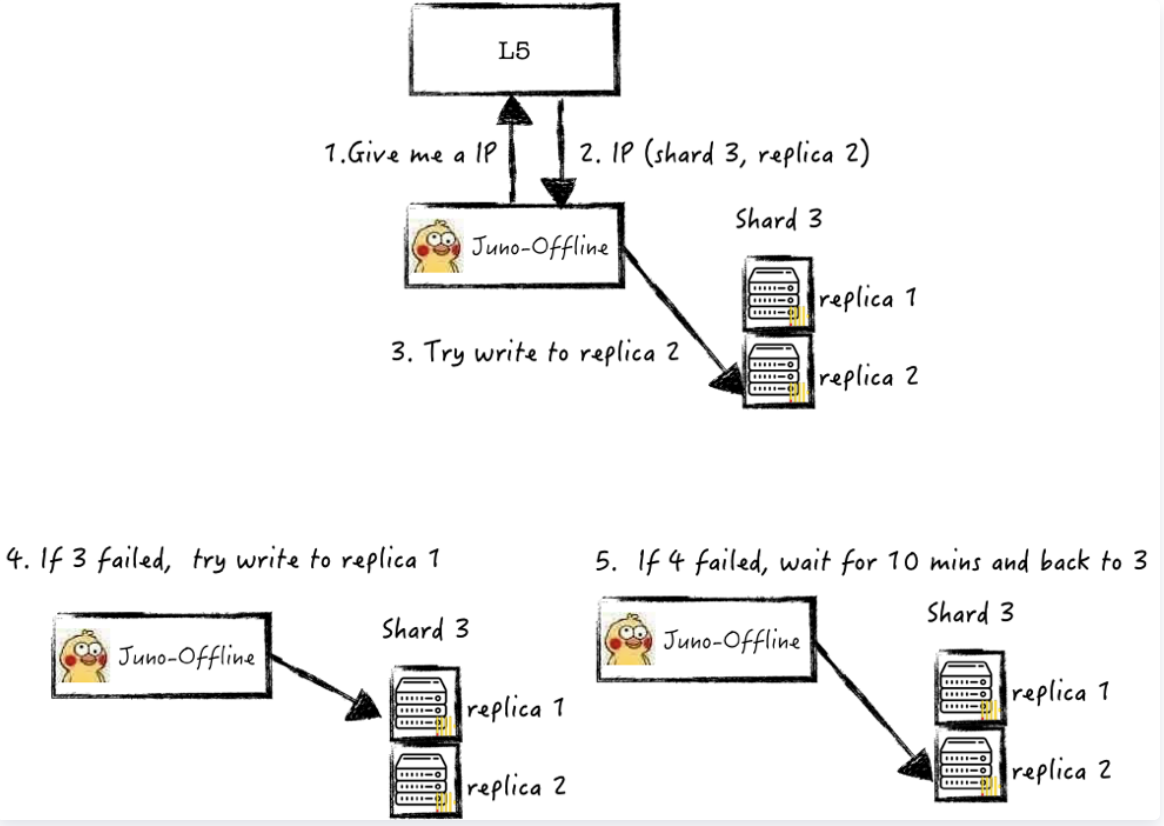 L5
1.Give me a IP
2. IP (shard 3, replica 2)
Juno-Offline
Shard 3
replica 1
replica 2
3. Try write to replica 2
4. If 3 failed, try write to replica 1
Juno-Offline
Shard 3
replica 1
replica 2
5. If 4 failed, wait for 10 mins and back to 3
Juno-Offline
Shard 3
replica 1
replica 2